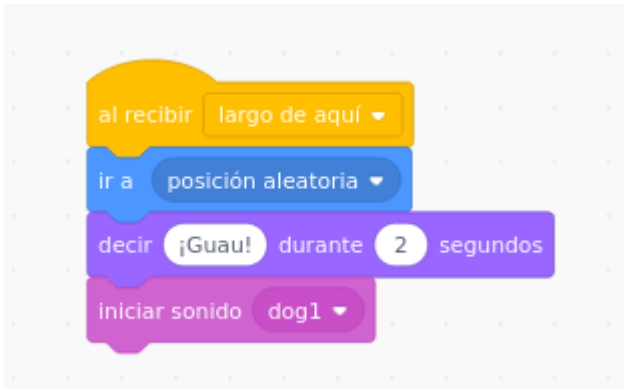 al recibir largo de aquí
ir a posición aleatoria
decir ¡Guau! durante 2 segundos
iniciar sonido dog1